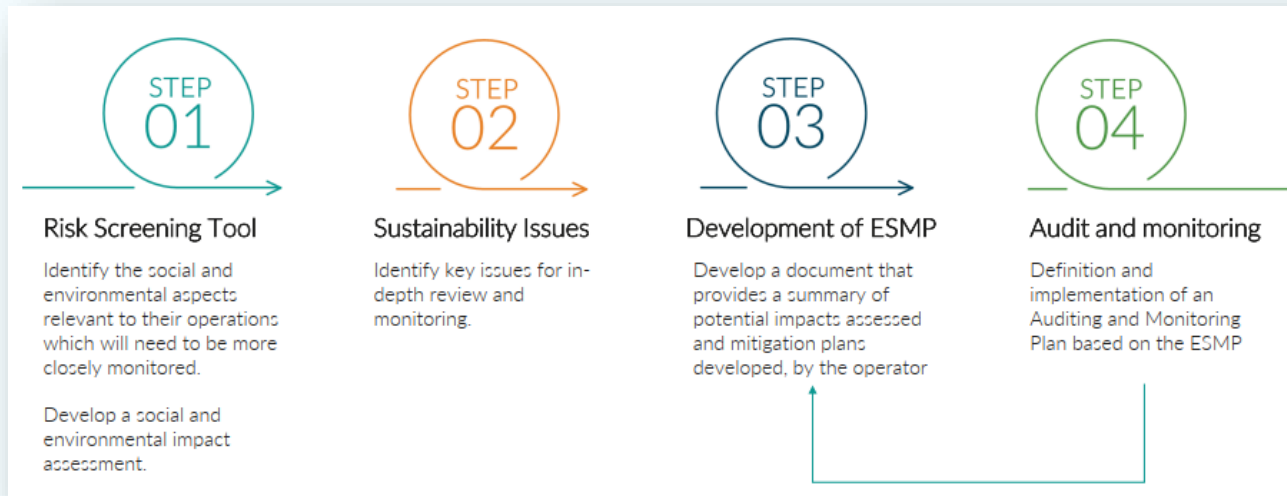 STEP
01
Risk Screening Tool
Identify the social and
environmental aspects
relevant to their operations
which will need to be more
closely monitored.
Develop a social and
environmental impact
assessment.
STEP
02
Sustainability Issues
Identify key issues for in-
depth review and
monitoring.
STEP
03
Development of ESMP
Develop a document that
provides a summary of
potential impacts assessed
and mitigation plans
developed, by the operator
STEP
04
Audit and monitoring
Definition and
implementation of an
Auditing and Monitoring
Plan based on the ESMP